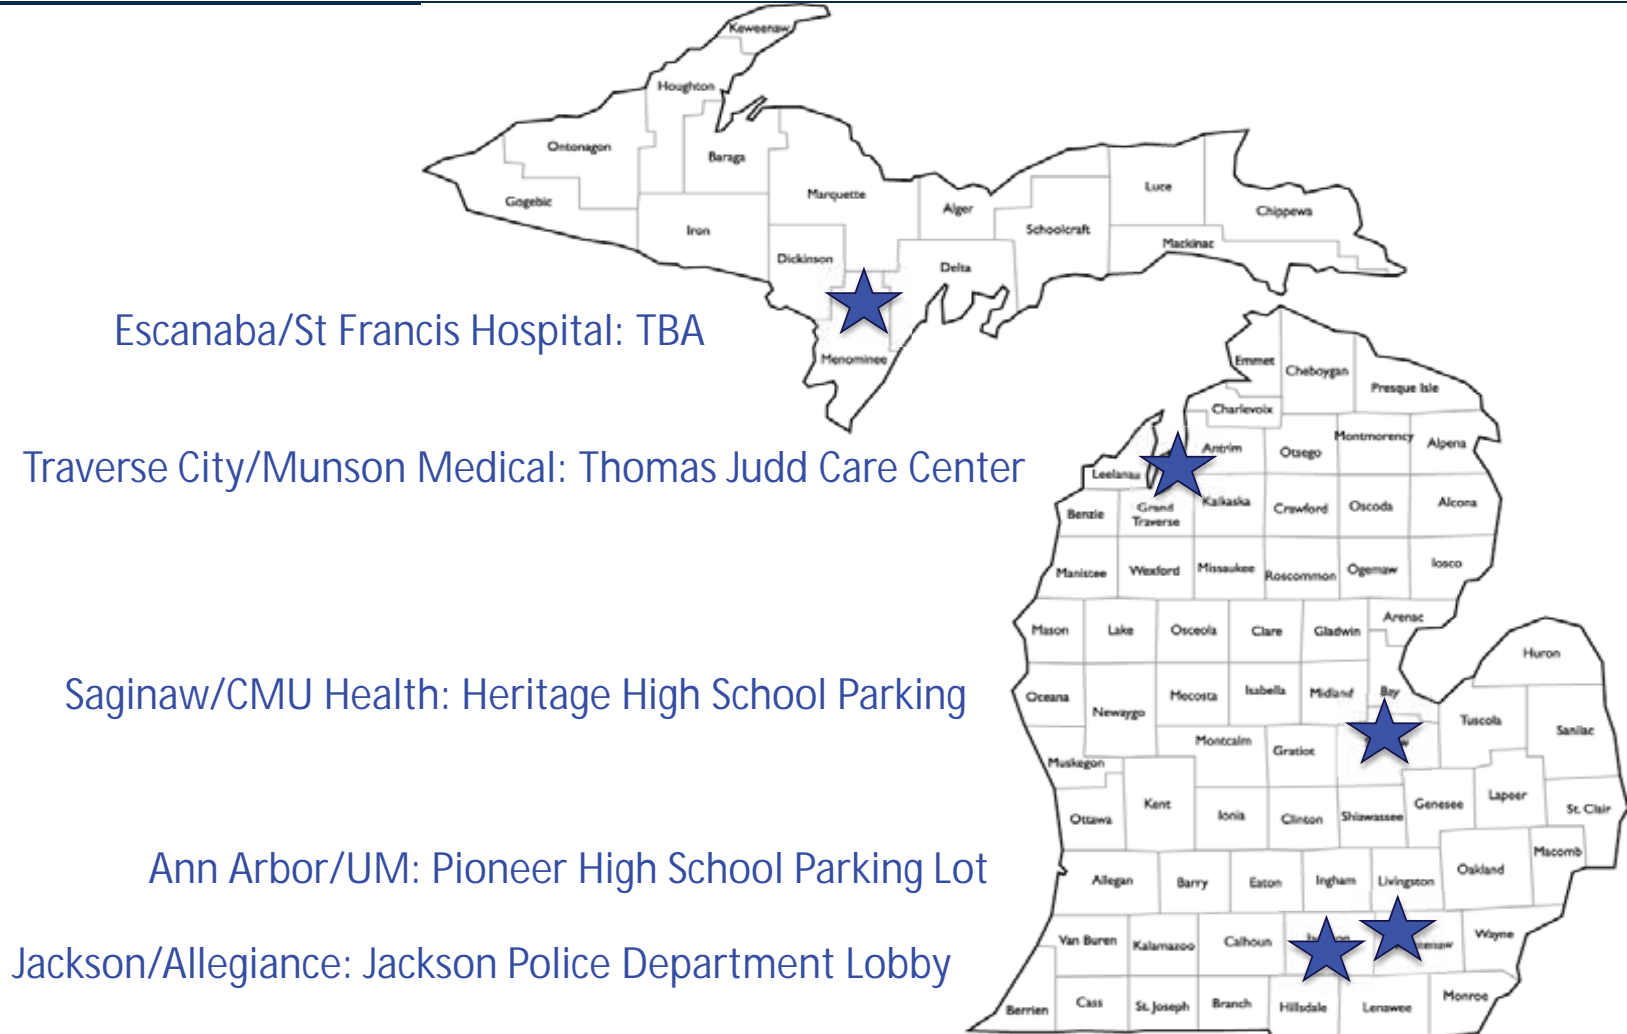 Keweenaw
Houghton
Ontonagon
Baraga
Gogebic
Marquette
Iron
Alger
Luce
Chippewa
Schoolcraft
Mackinac
Dickinson
Delta
Escanaba/St Francis Hospital: TBA
Menominee
Emmet
Cheboygan
Presque Isle
Charlevoix
Traverse City/Munson Medical: Thomas Judd Care Center
Antrim
Otsego
Montmorency
Alpena
Leelanau
Benzie
Grand
Traverse
Kalkaska
Crawford
Oscoda
Alcona
Manistee
Wexford
Missaukee
Roscommon
Ogemaw
Iosco
Arenac
Mason
Lake
Osceola
Clare
Gladwin
Huron
Saginaw/CMU Health: Heritage High School Parking
Oceana
Newaygo
Mecosta
Isabella
Midland
Bay
Tuscola
Sanilac
Montcalm
Gratiot
Muskegon
Kent
Ottawa
Ionia
Clinton
Shiawassee
Genesee
Lapeer
St. Clair
Ann Arbor/UM: Pioneer High School Parking Lot
Allegan
Barry
Eaton
Ingham
Livingston
Oakland
Macomb
Jackson/Allegiance: Jackson Police Department Lobby
Van Buren
Kalamazoo
Calhoun
Wayne
Berrien
Cass
St. Joseph
Branch
Hillsdale
Lenawee
Monroe